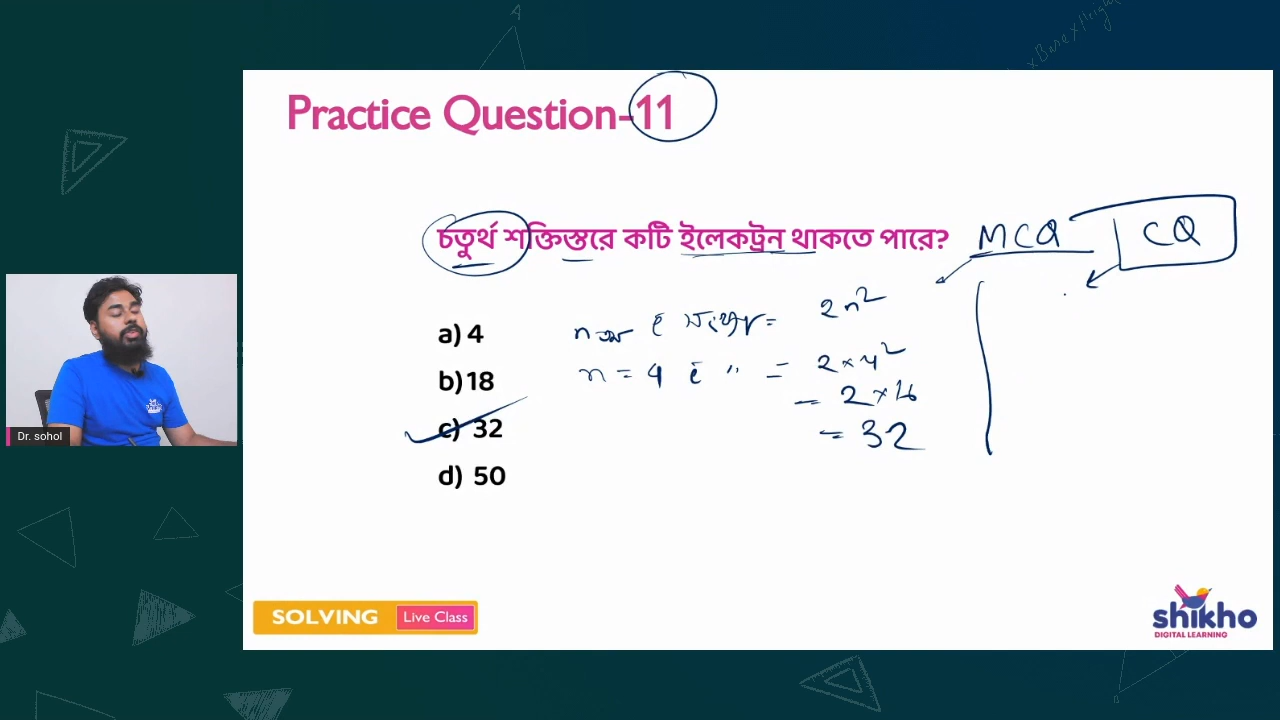 Practice Question-11
চতুর্থ শক্তিস্তরে কটি ইলেকট্রন থাকতে পারে?
MCQ
CQ
a) 4
b) 18
c) 32
d) 50
2n²
n = 4 = 2×4²
= 2×16
= 32
Dr. sohol
shikho
SOLVING
Live Class
shikho
DIGITAL LEARNING